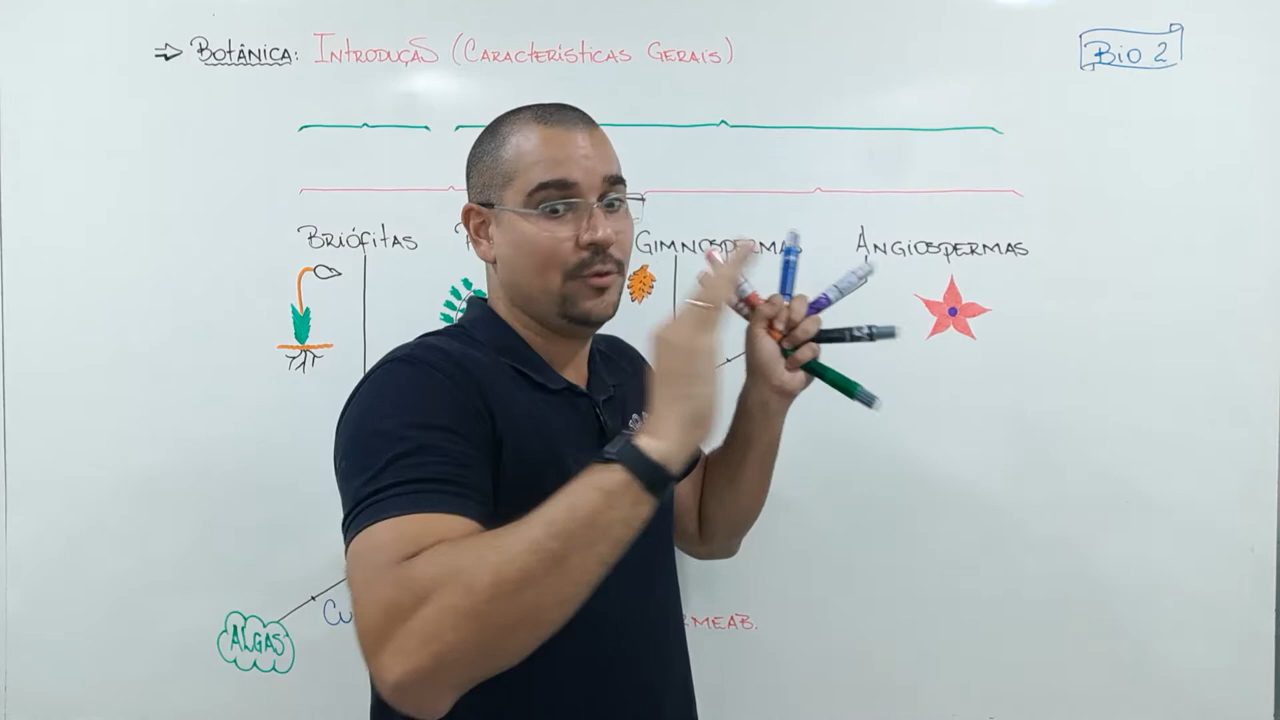 ⇒ Botânica: Introdução (Características Gerais)
Bio 2
Briófitas
Gimnospermas
Angiospermas
Algas